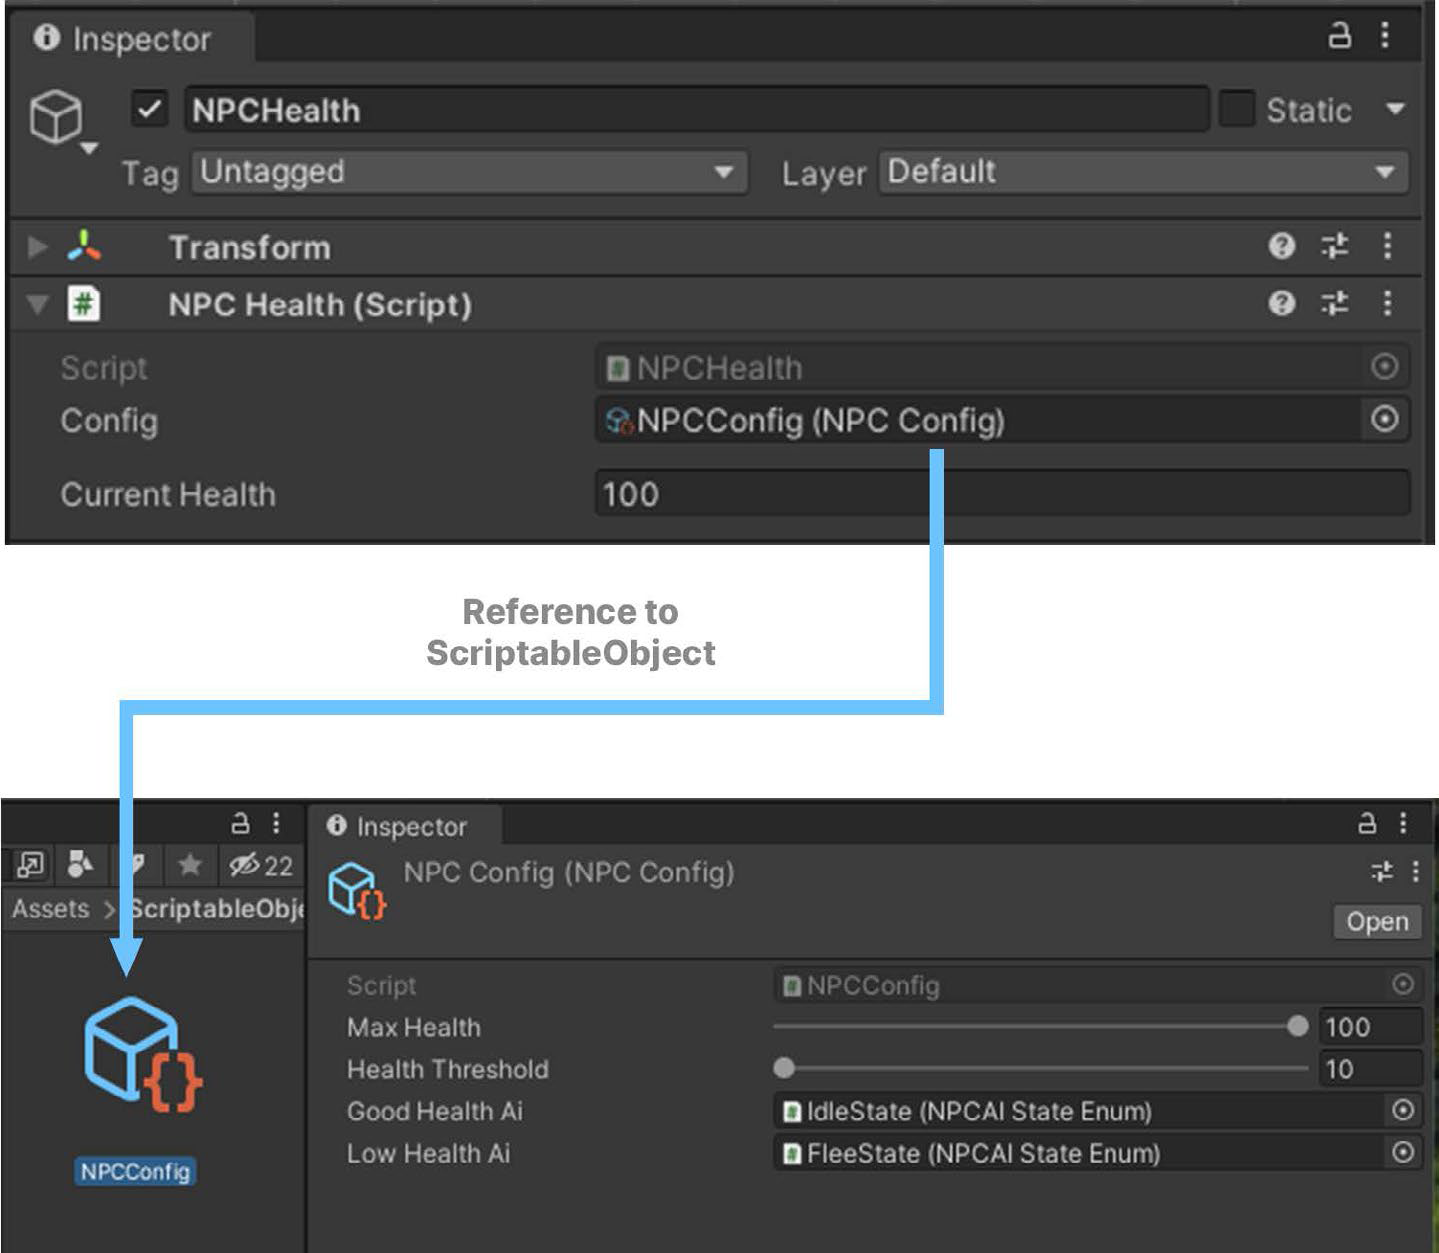 Inspector
NPCHealth
Static
Tag Untagged
Layer Default
Transform
NPC Health (Script)
Script NPCHealth
Config NPCConfig (NPC Config)
Current Health 100
Reference to
ScriptableObject
22
Assets > ScriptableObje
NPCConfig
Inspector
NPC Config (NPC Config)
Open
Script NPCConfig
Max Health 100
Health Threshold 10
Good Health Ai IdleState (NPCAI State Enum)
Low Health Ai FleeState (NPCAI State Enum)